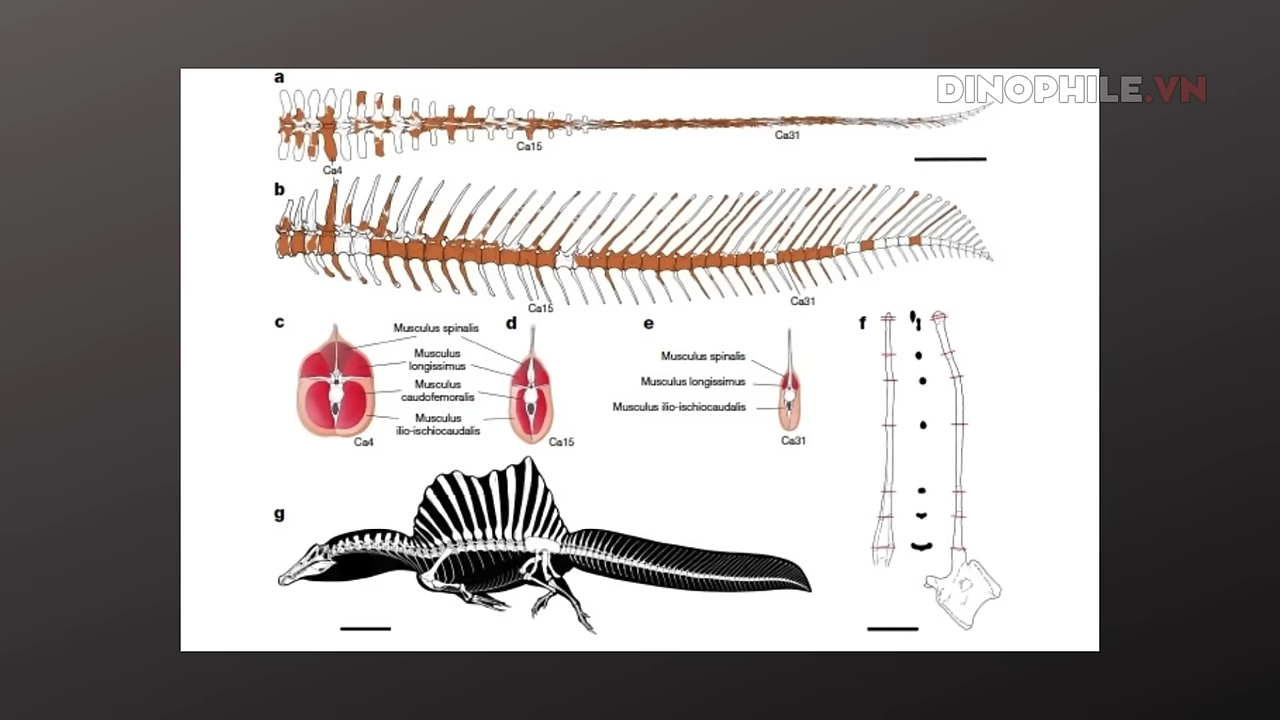 a
DINOPHILE.VN
Ca31
Ca15
Ca4
b
Ca15
Ca31
c
Musculus spinalis
d
Musculus
longissimus
Musculus
caudofemoralis
Musculus
ilio-ischiocaudalis
Ca4
Ca15
e
Musculus spinalis
Musculus longissimus
Musculus ilio-ischiocaudalis
Ca31
f
g